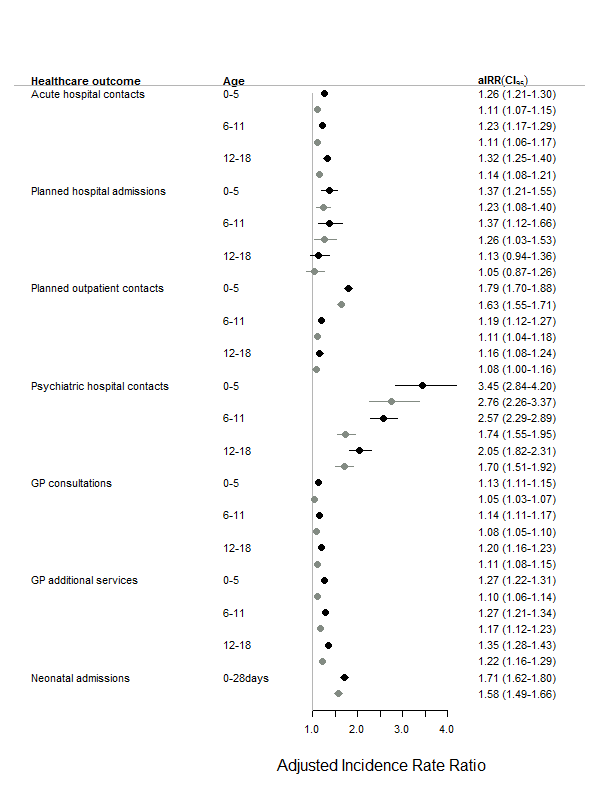 Healthcare outcome Age aIRR(CI95)
Acute hospital contacts 0-5 1.26 (1.21-1.30)
1.11 (1.07-1.15)
6-11 1.23 (1.17-1.29)
1.11 (1.06-1.17)
12-18 1.32 (1.25-1.40)
1.14 (1.08-1.21)
Planned hospital admissions 0-5 1.37 (1.21-1.55)
1.23 (1.08-1.40)
6-11 1.37 (1.12-1.66)
1.26 (1.03-1.53)
12-18 1.13 (0.94-1.36)
1.05 (0.87-1.26)
Planned outpatient contacts 0-5 1.79 (1.70-1.88)
1.63 (1.55-1.71)
6-11 1.19 (1.12-1.27)
1.11 (1.04-1.18)
12-18 1.16 (1.08-1.24)
1.08 (1.00-1.16)
Psychiatric hospital contacts 0-5 3.45 (2.84-4.20)
2.76 (2.26-3.37)
6-11 2.57 (2.29-2.89)
1.74 (1.55-1.95)
12-18 2.05 (1.82-2.31)
1.70 (1.51-1.92)
GP consultations 0-5 1.13 (1.11-1.15)
1.05 (1.03-1.07)
6-11 1.14 (1.11-1.17)
1.08 (1.05-1.10)
12-18 1.20 (1.16-1.23)
1.11 (1.08-1.15)
GP additional services 0-5 1.27 (1.22-1.31)
1.10 (1.06-1.14)
6-11 1.27 (1.21-1.34)
1.17 (1.12-1.23)
12-18 1.35 (1.28-1.43)
1.22 (1.16-1.29)
Neonatal admissions 0-28days 1.71 (1.62-1.80)
1.58 (1.49-1.66)
1.0 2.0 3.0 4.0
Adjusted Incidence Rate Ratio